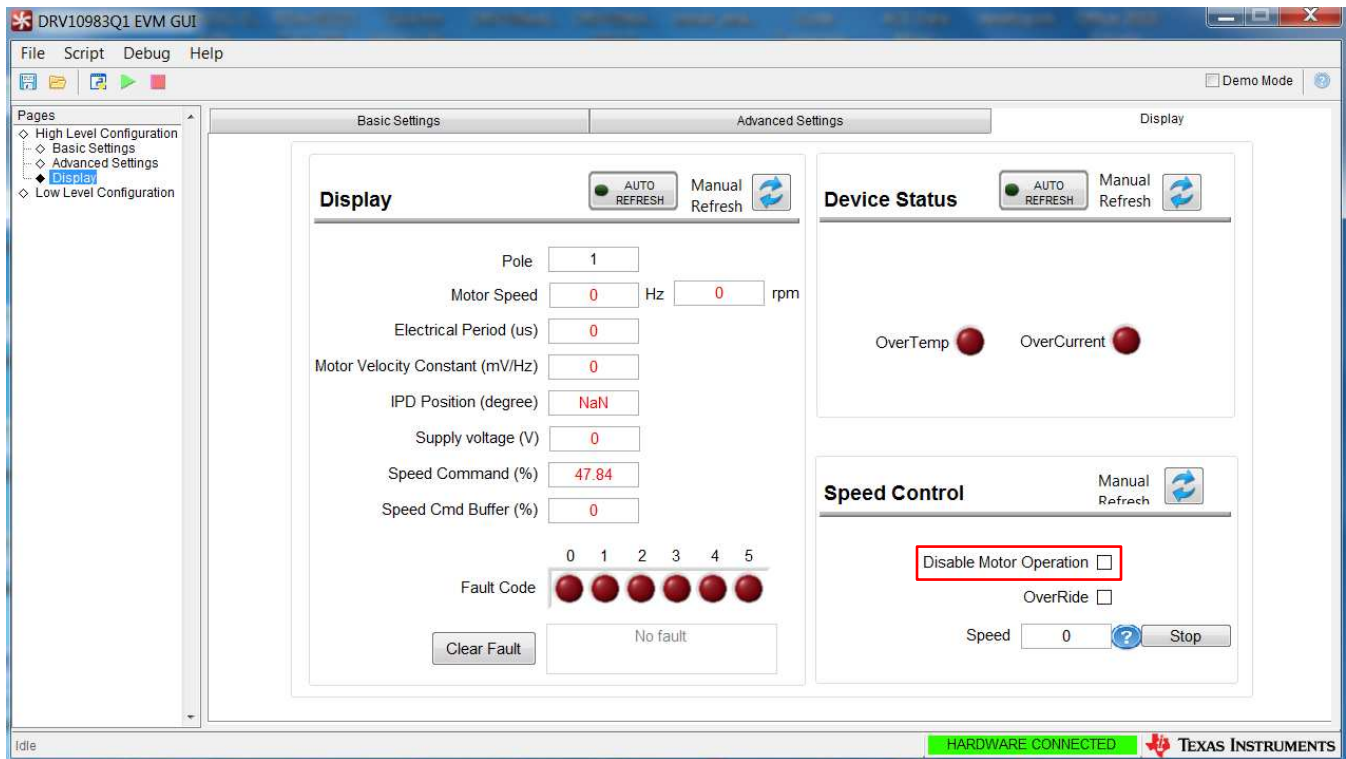 DRV10983Q1 EVM GUI
File Script Debug Help
Demo Mode
Pages
High Level Configuration
Basic Settings
Advanced Settings
Display
Low Level Configuration
Basic Settings Advanced Settings Display
Display
AUTO REFRESH
Manual Refresh
Pole 1
Motor Speed 0 Hz 0 rpm
Electrical Period (us) 0
Motor Velocity Constant (mV/Hz) 0
IPD Position (degree) NaN
Supply voltage (V) 0
Speed Command (%) 47.84
Speed Cmd Buffer (%) 0
0 1 2 3 4 5
Fault Code
Clear Fault No fault
Device Status
AUTO REFRESH
Manual Refresh
OverTemp OverCurrent
Speed Control
Manual Refresh
Disable Motor Operation
OverRide
Speed 0 ? Stop
Idle HARDWARE CONNECTED TEXAS INSTRUMENTS